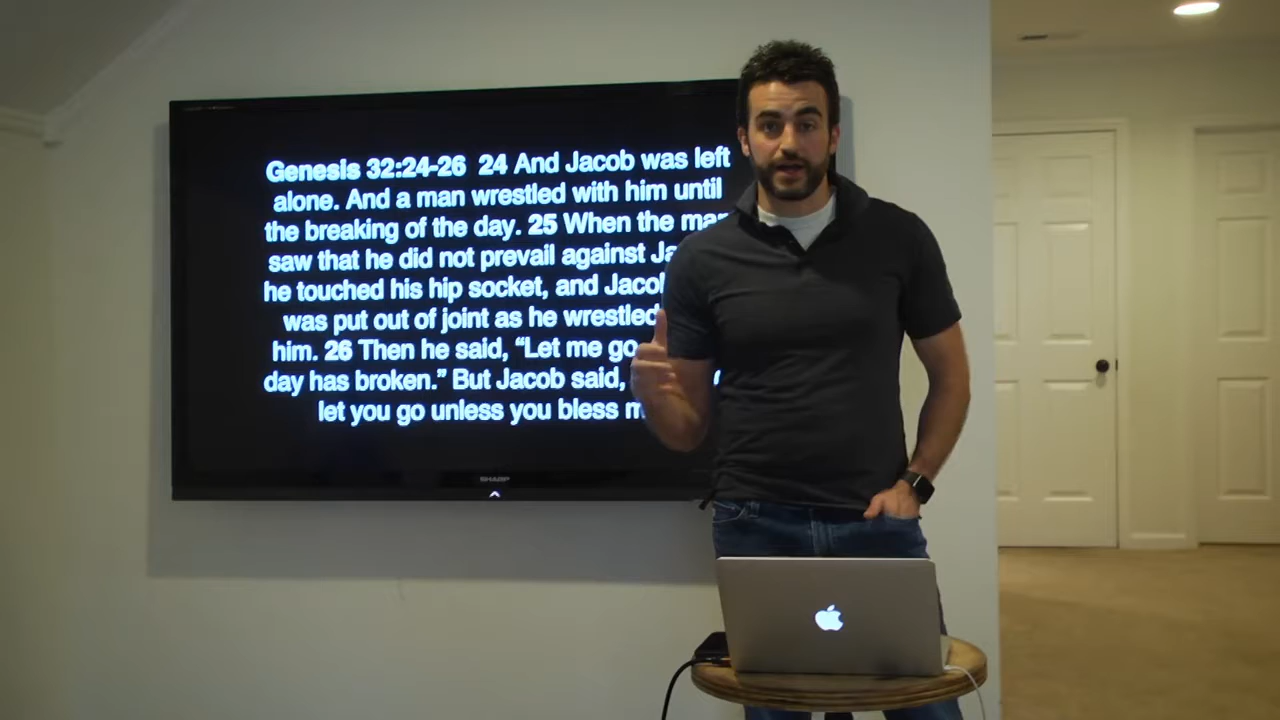 Genesis 32:24-26 24 And Jacob was left
alone. And a man wrestled with him until
the breaking of the day. 25 When the man
saw that he did not prevail against
he touched his hip socket, and Jacob
was put out of joint as he wrestled
him. 26 Then he said, “Let me go
day has broken.” But Jacob said,
let you go unless you bless
SHARP